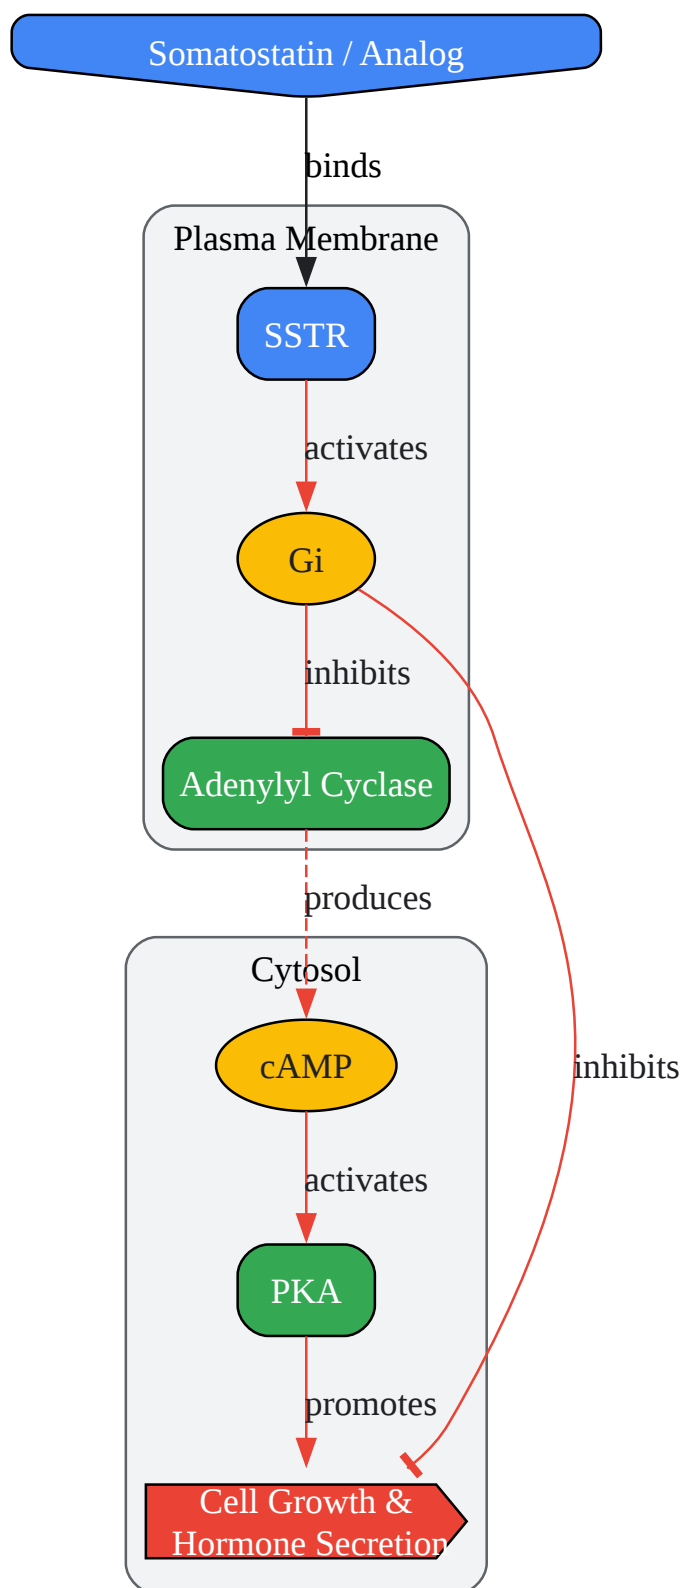 Somatostatin / Analog
binds
Plasma Membrane
SSTR
activates
Gi
inhibits
Adenylyl Cyclase
produces
Cytosol
cAMP
inhibits
activates
PKA
promotes
Cell Growth &
Hormone Secretion